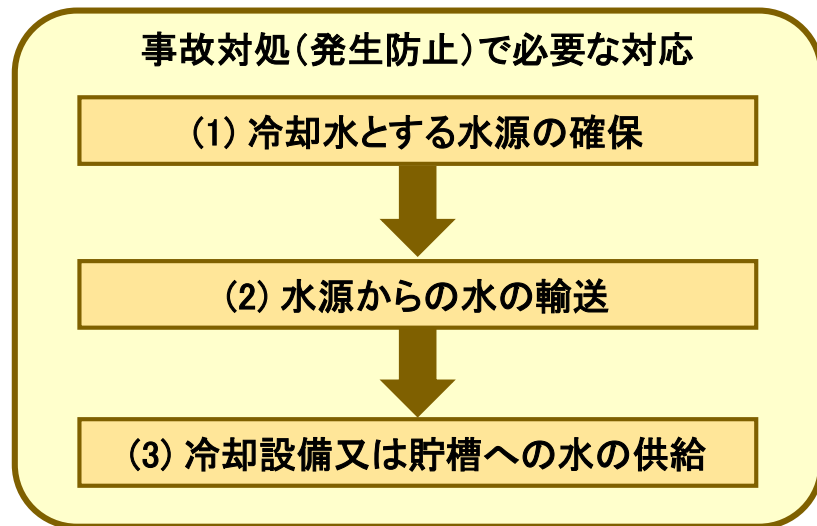 事故対処(発生防止)で必要な対応
(1) 冷却水とする水源の確保
(2) 水源からの水の輸送
(3) 冷却設備又は貯槽への水の供給